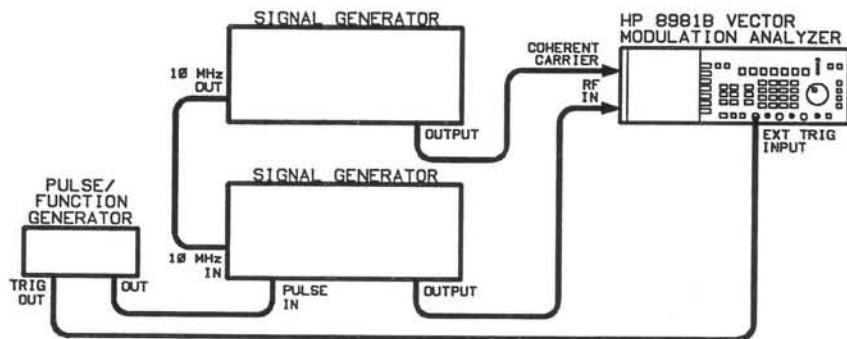 SIGNAL GENERATOR
HP 8981B VECTOR
MODULATION ANALYZER
10 MHz
OUT
COHERENT
CARRIER
RF
IN
OUTPUT
EXT TRIG
INPUT
SIGNAL GENERATOR
PULSE/
FUNCTION
GENERATOR
10 MHz
IN
TRIG
OUT
OUT
PULSE
IN
OUTPUT